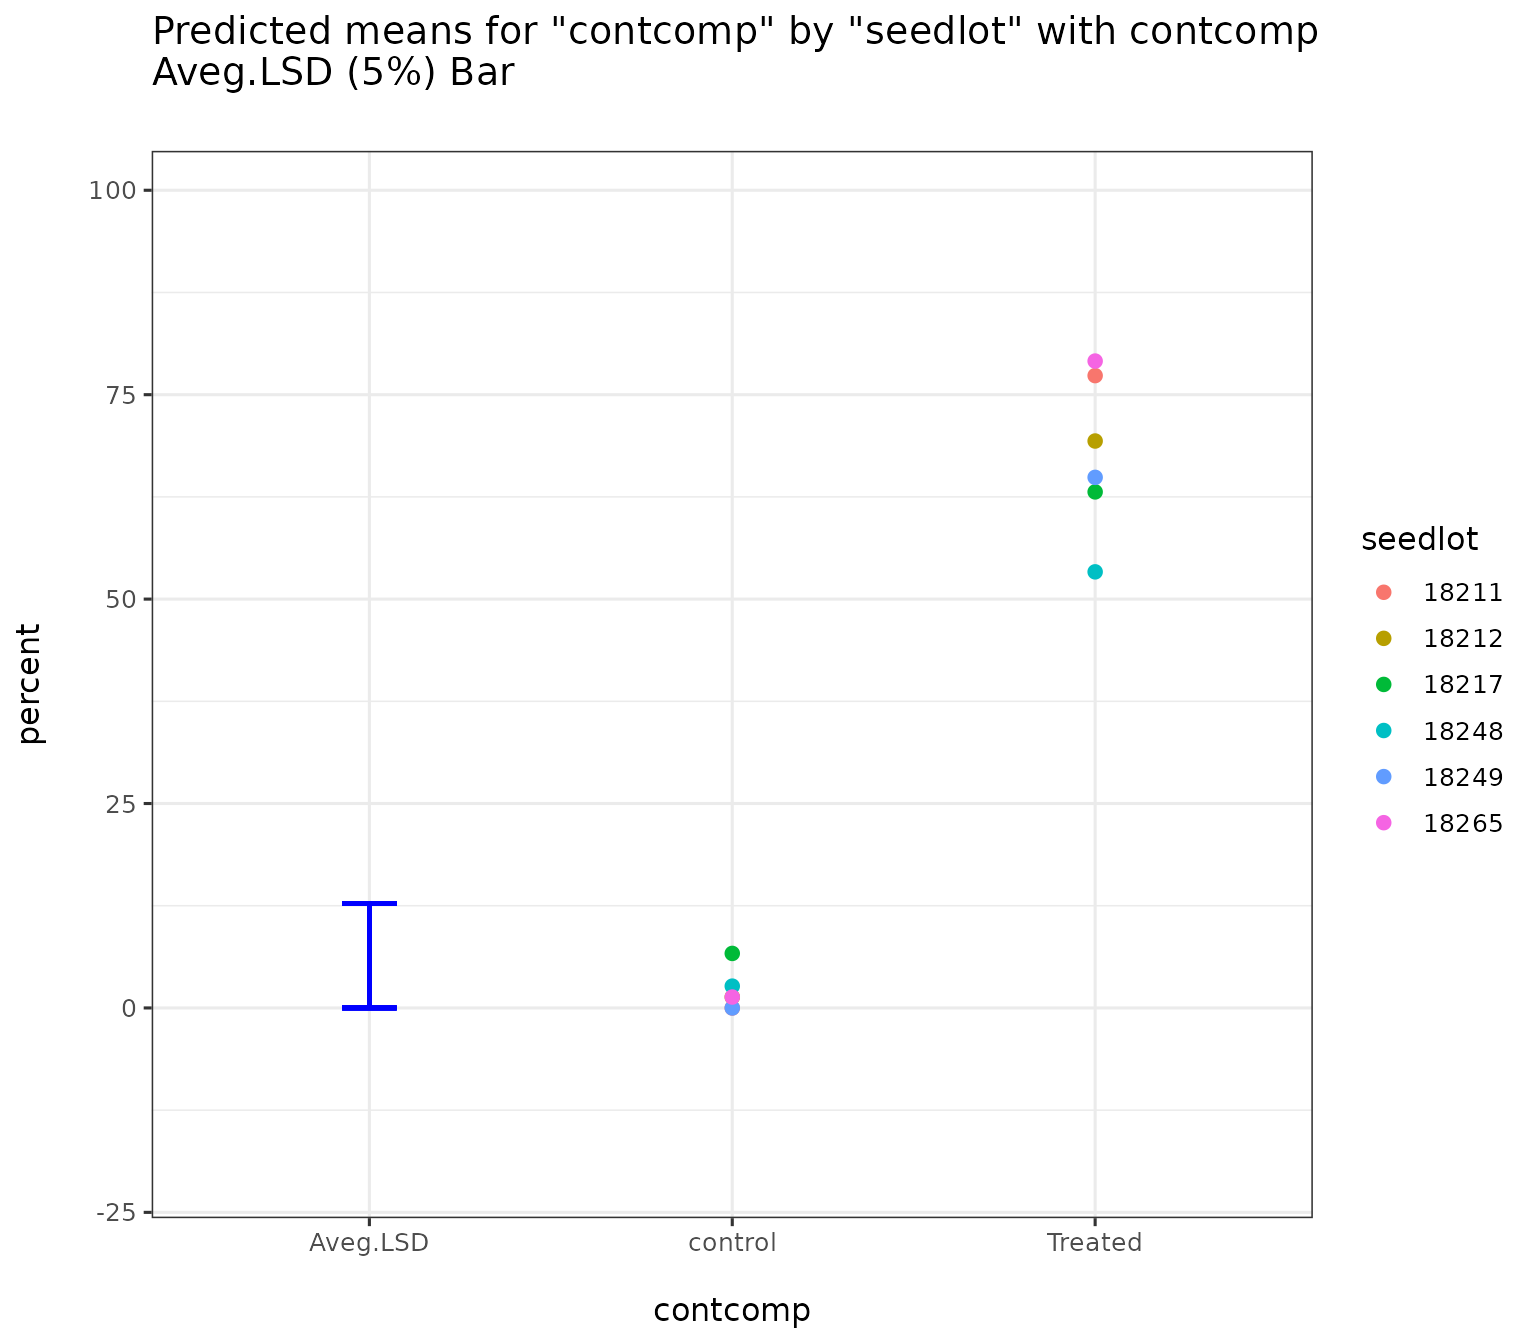 Predicted means for "contcomp" by "seedlot" with contcomp
Aveg.LSD (5%) Bar
100
75
50
25
0
-25
percent
Aveg.LSD
control
Treated
contcomp
seedlot
18211
18212
18217
18248
18249
18265